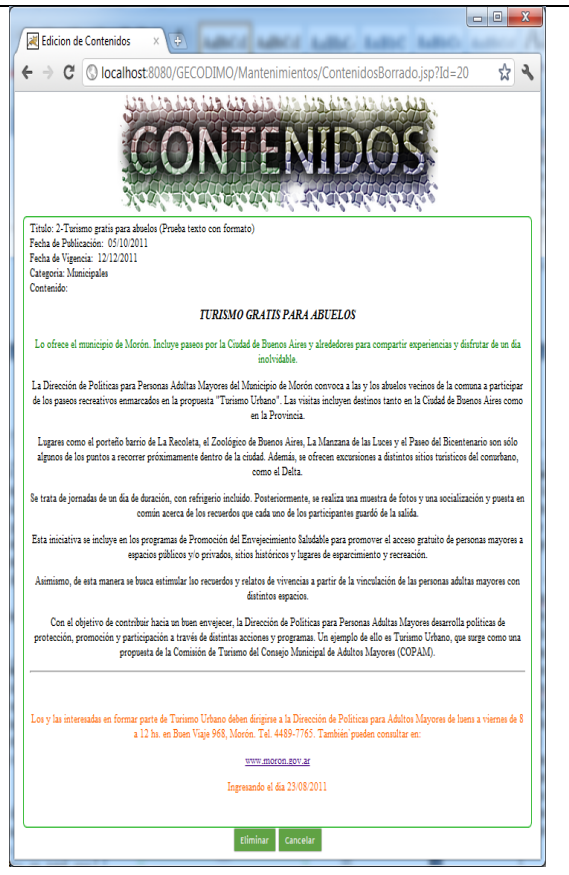 Edicion de Contenidos
localhost:8080/GECODIMO/Mantenimientos/ContenidosBorrado.jsp?Id=20
CONTENIDOS
Titulo: 2-Turismo gratis para abuelos (Prueba texto con formato)
Fecha de Publicación: 05/10/2011
Fecha de Vigencia: 12/12/2011
Categoria: Municipales
Contenido:
TURISMO GRATIS PARA ABUELOS
Lo ofrece el municipio de Morón. Incluye paseos por la Ciudad de Buenos Aires y alrededores para compartir experiencias y disfrutar de un día
inolvidable.
La Dirección de Políticas para Personas Adultas Mayores del Municipio de Morón convoca a las y los abuelos vecinos de la comuna a participar
de los paseos recreativos enmarcados en la propuesta "Turismo Urbano". Las visitas incluyen destinos tanto en la Ciudad de Buenos Aires como
en la Provincia.
Lugares como el porteño barrio de La Recoleta, el Zoológico de Buenos Aires, La Manzana de las Luces y el Paseo del Bicentenario son sólo
algunos de los puntos a recorrer próximamente dentro de la ciudad. Además, se ofrecen excursiones a distintos sitios turísticos del conurbano,
como el Delta.
Se trata de jornadas de un día de duración, con refrigerio incluido. Posteriormente, se realiza una muestra de fotos y una socialización y puesta en
común acerca de los recuerdos que cada uno de los participantes guardó de la salida.
Esta iniciativa se incluye en los programas de Promoción del Envejecimiento Saludable para promover el acceso gratuito de personas mayores a
espacios públicos y/o privados, sitios históricos y lugares de esparcimiento y recreación.
Asimismo, de esta manera se busca estimular lso recuerdos y relatos de vivencias a partir de la vinculación de las personas adultas mayores con
distintos espacios.
Con el objetivo de contribuir hacia un buen envejecer, la Dirección de Políticas para Personas Adultas Mayores desarrolla políticas de
protección, promoción y participación a través de distintas acciones y programas. Un ejemplo de ello es Turismo Urbano, que surge como una
propuesta de la Comisión de Turismo del Consejo Municipal de Adultos Mayores (COPAM).
Los y las interesadas en formar parte de Turismo Urbano deben dirigirse a la Dirección de Políticas para Adultos Mayores de luens a viernes de 8
a 12 hs. en Buen Viaje 968, Morón. Tel. 4489-7765. También pueden consultar en:
www.moron.gov.ar
Ingresando el día 23/08/2011
Eliminar Cancelar